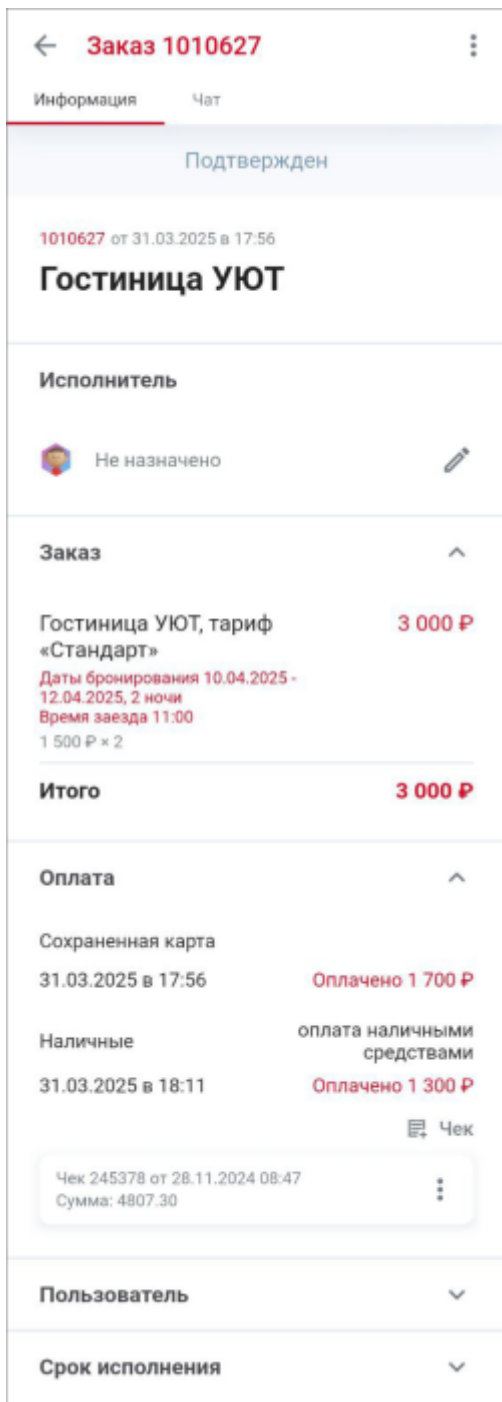 Заказ 1010627
Информация Чат
Подтвержден
1010627 от 31.03.2025 в 17:56
Гостиница УЮТ
Исполнитель
Не назначено
Заказ
Гостиница УЮТ, тариф 3 000 ₽
«Стандарт»
Даты бронирования 10.04.2025 -
12.04.2025, 2 ночи
Время заезда 11:00
1 500 ₽ × 2
Итого 3 000 ₽
Оплата
Сохраненная карта
31.03.2025 в 17:56 Оплачено 1 700 ₽
Наличные оплата наличными
средствами
31.03.2025 в 18:11 Оплачено 1 300 ₽
Чек
Чек 245378 от 28.11.2024 08:47
Сумма: 4807.30
Пользователь
Срок исполнения